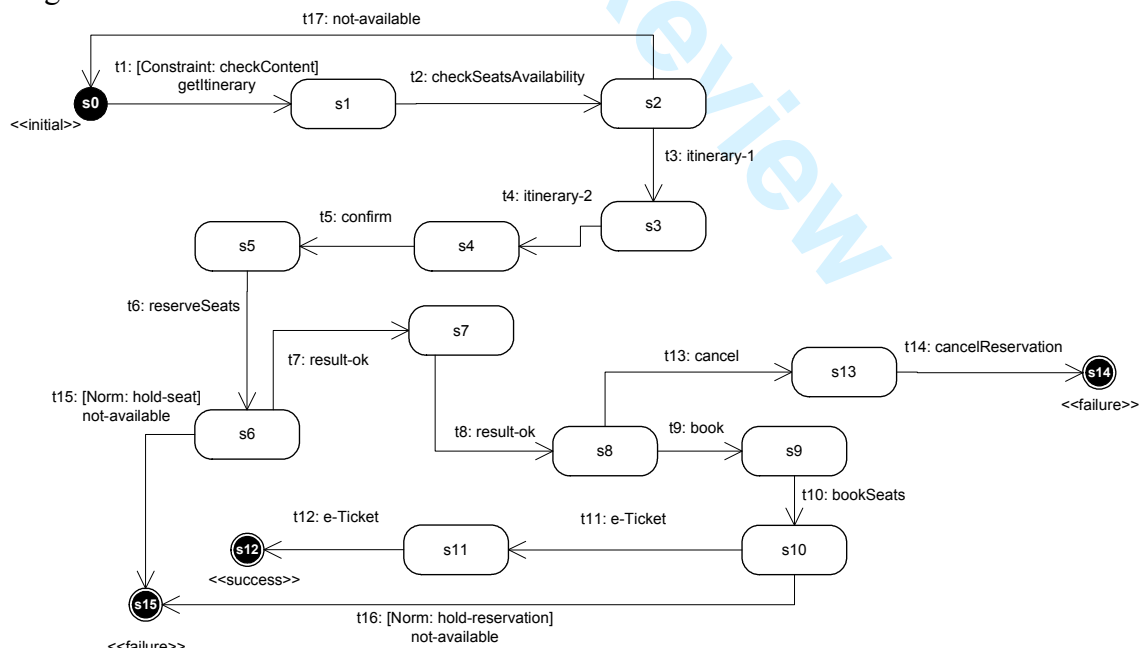 t17: not-available
t1: [Constraint: checkContent]
getItinerary
t2: checkSeatsAvailability
s0
s1
s2
<<initial>>
t3: itinerary-1
t4: itinerary-2
s3
t5: confirm
s5
s4
t6: reserveSeats
s7
t7: result-ok
t13: cancel
t14: cancelReservation
s13
s14
<<failure>>
t15: [Norm: hold-seat]
not-available
s6
t8: result-ok
s8
t9: book
s9
t10: bookSeats
t12: e-Ticket
t11: e-Ticket
s12
s11
s10
<<success>>
s15
t16: [Norm: hold-reservation]
not-available
<<failure>>